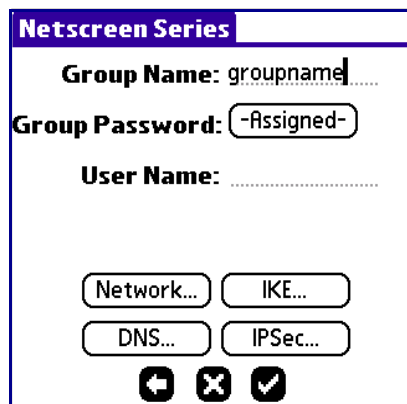 Netscreen Series
Group Name: groupname
Group Password: -Assigned-
User Name:
Network... IKE...
DNS... IPSec...